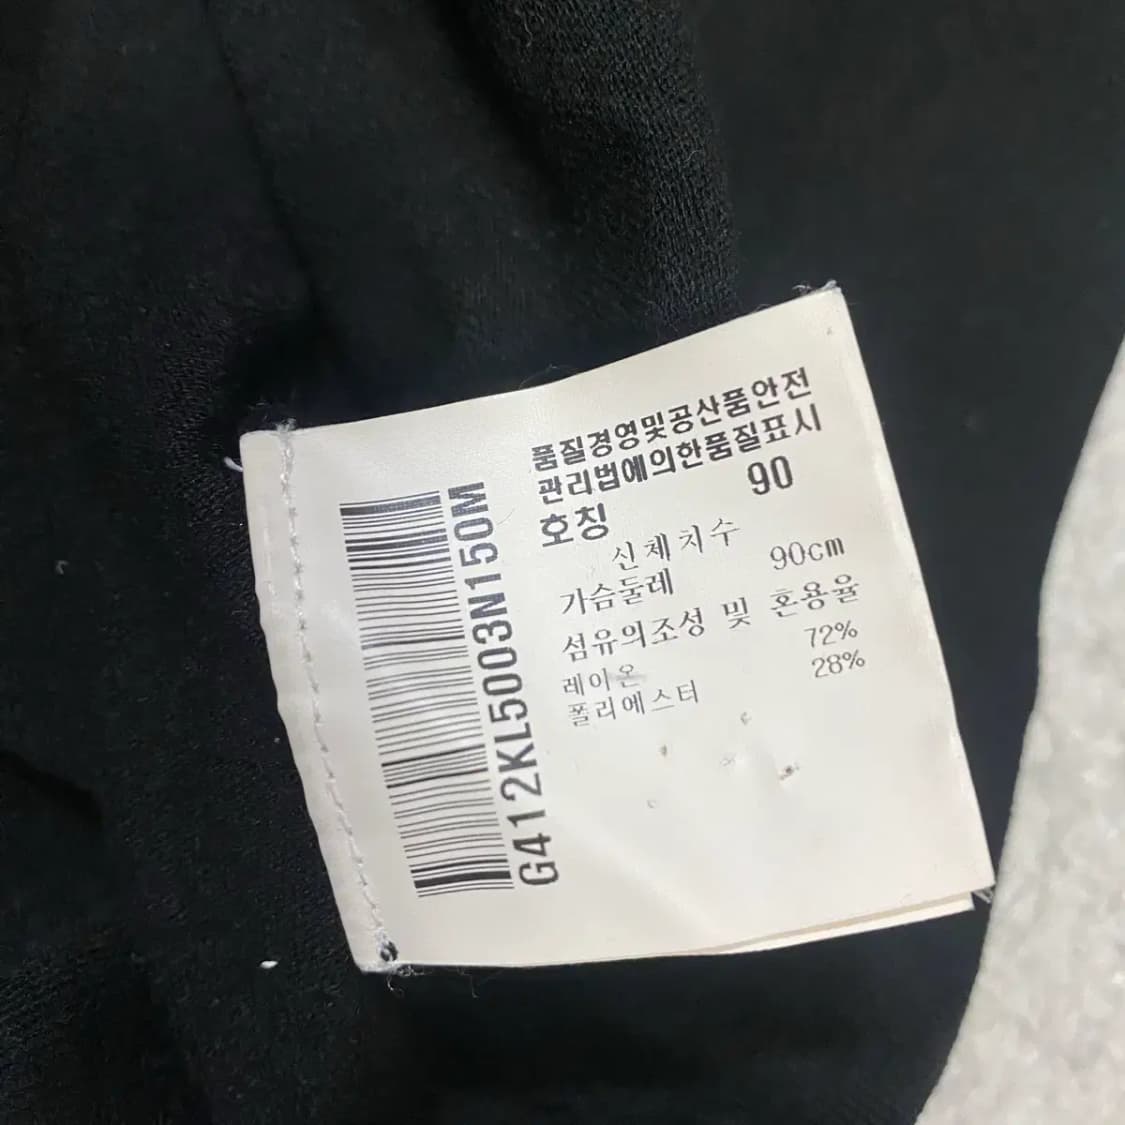 품질경영및공산품안전
관리법에의한품질표시
호칭 90
신체치수
가슴둘레 90cm
섬유의조성 및 혼용율
레이온 72%
폴리에스터 28%
G412KL5003N150M